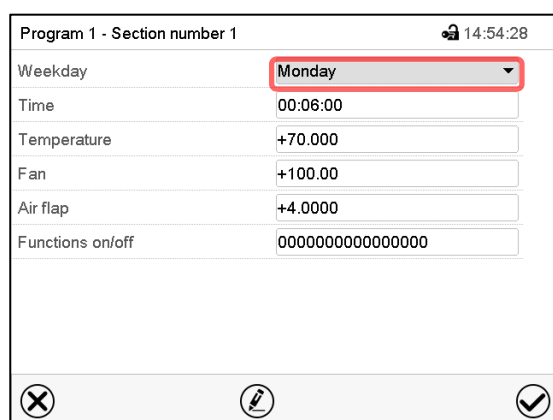 Program 1 - Section number 1 14:54:28
Weekday Monday
Time 00:06:00
Temperature +70.000
Fan +100.00
Air flap +4.0000
Functions on/off 0000000000000000